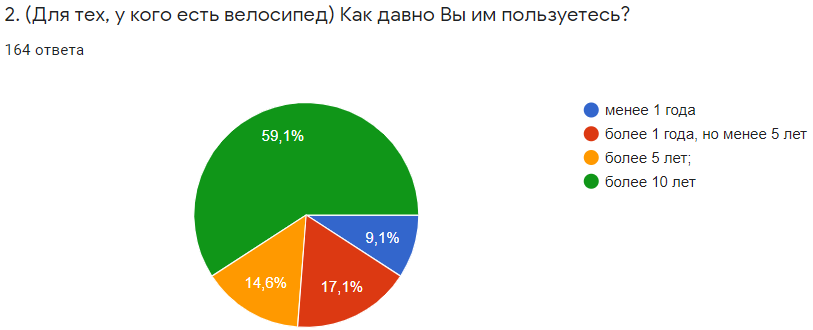 2. (Для тех, у кого есть велосипед) Как давно Вы им пользуетесь?
164 ответа
59,1%
9,1%
14,6%
17,1%
менее 1 года
более 1 года, но менее 5 лет
более 5 лет;
более 10 лет